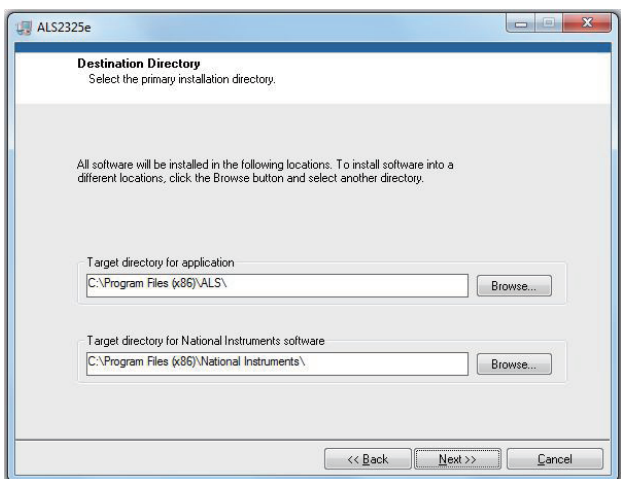 ALS2325e
Destination Directory
Select the primary installation directory.
All software will be installed in the following locations. To install software into a
different locations, click the Browse button and select another directory.
Target directory for application
C:\Program Files (x86)\ALS\
Browse...
Target directory for National Instruments software
C:\Program Files (x86)\National Instruments\
Browse...
<< Back
Next >>
Cancel